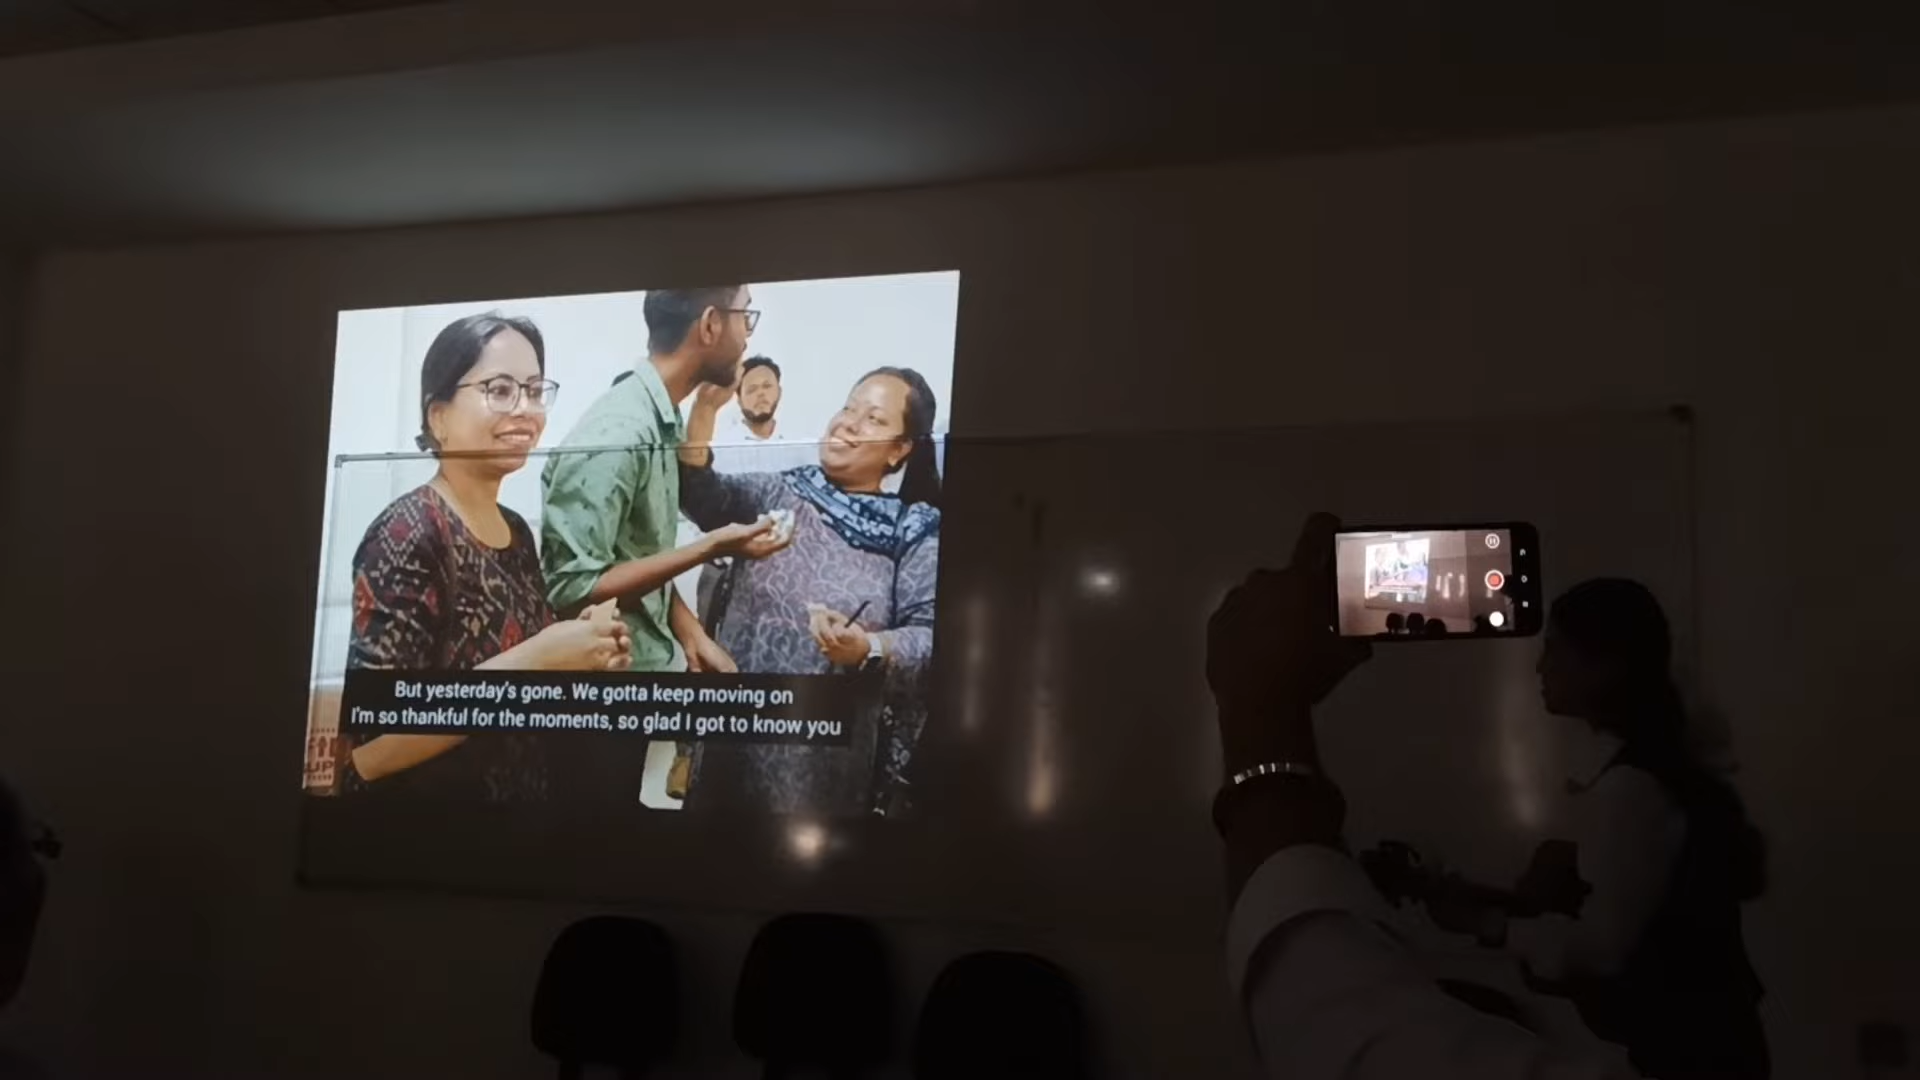 But yesterday's gone. We gotta keep moving on
I'm so thankful for the moments, so glad I got to know you
UP